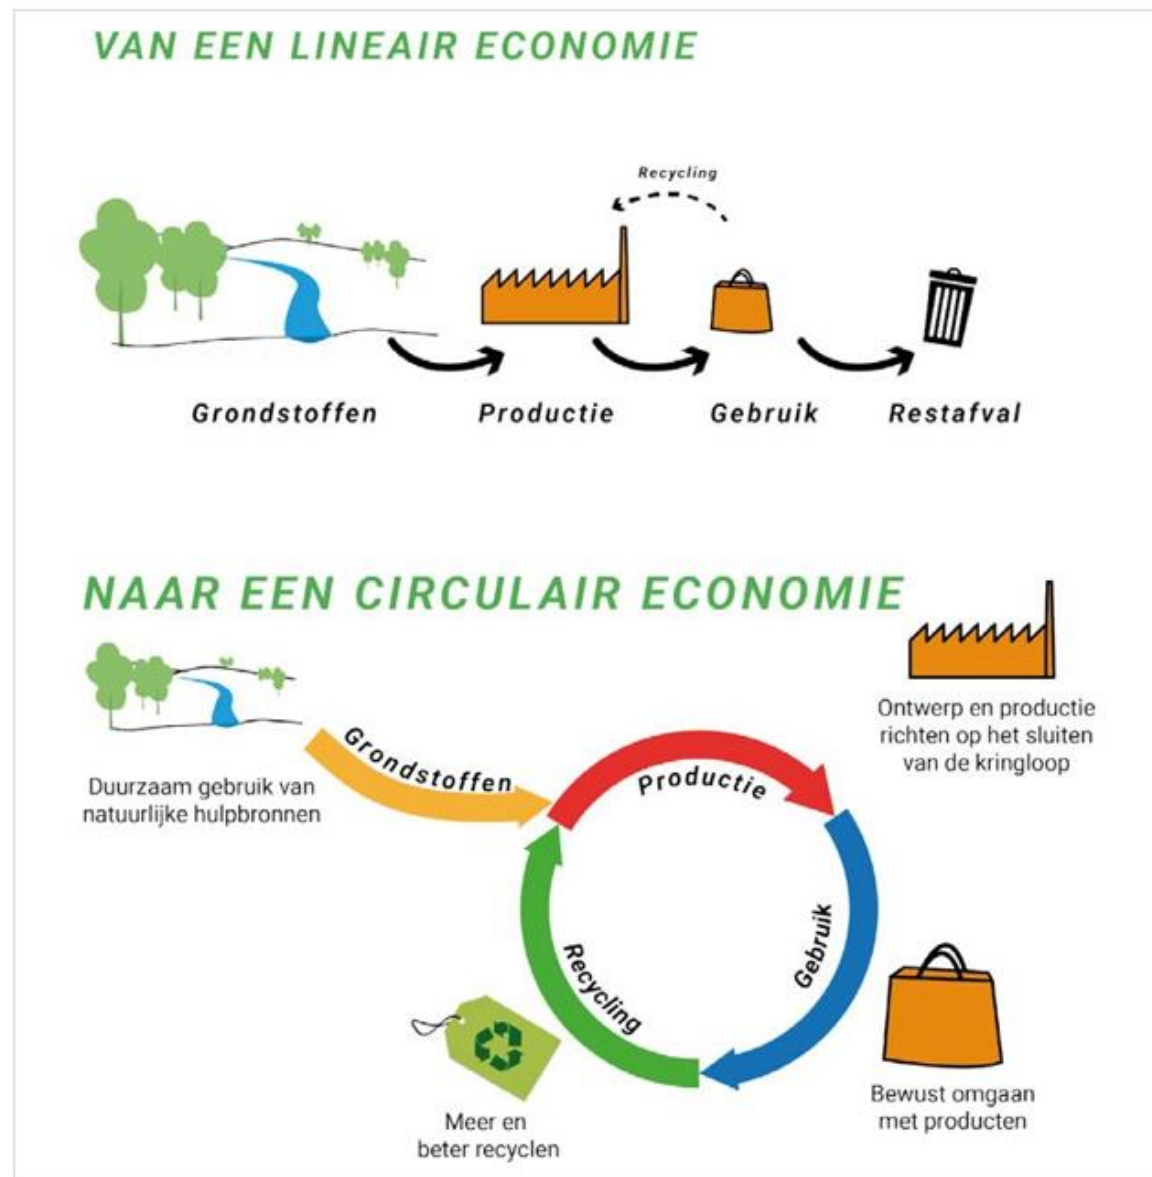 VAN EEN LINEAIR ECONOMIE
Recycling
Grondstoffen
Productie
Gebruik
Restafval
NAAR EEN CIRCULAIR ECONOMIE
Ontwerp en productie
richten op het sluiten
van de kringloop
Duurzaam gebruik van
natuurlijke hulpbronnen
Grondstoffen
Productie
Gebruik
Recycling
Bewust omgaan
met producten
Meer en
beter recyclen